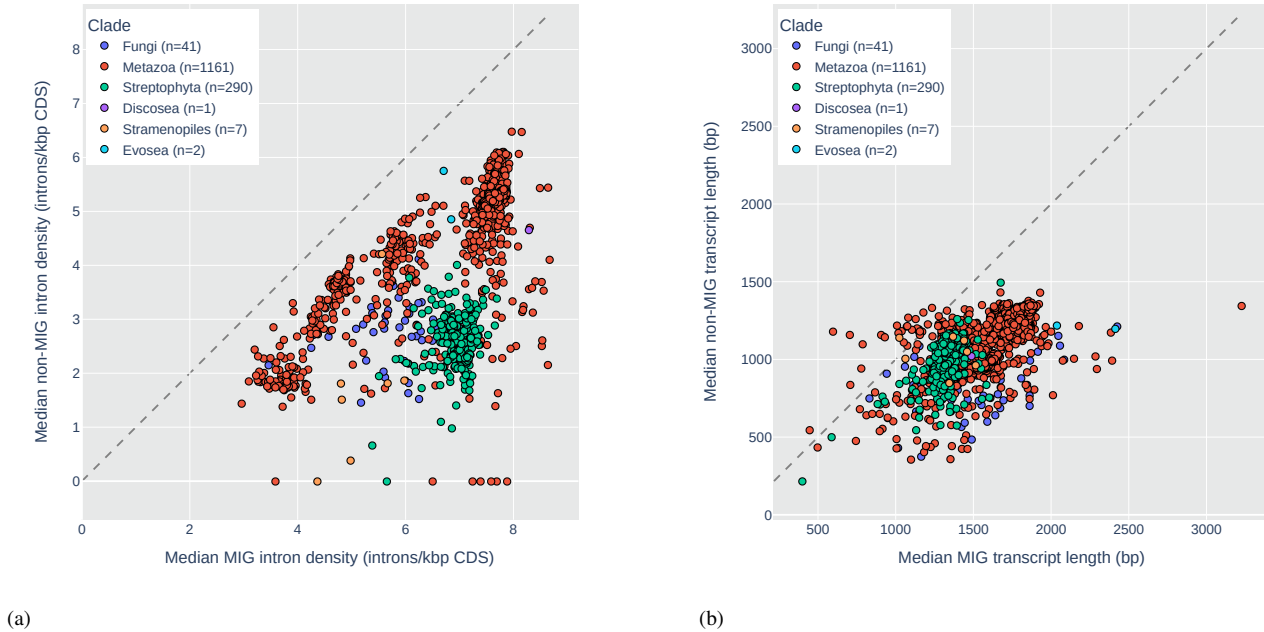 Clade
Fungi (n=41)
Metazoa (n=1161)
Streptophyta (n=290)
Discosea (n=1)
Stramenopiles (n=7)
Evosea (n=2)
8
7
6
5
4
3
2
1
0
0
2
4
6
8
Median non-MIG intron density (introns/kbp CDS)
Median MIG intron density (introns/kbp CDS)
(a)
Clade
Fungi (n=41)
Metazoa (n=1161)
Streptophyta (n=290)
Discosea (n=1)
Stramenopiles (n=7)
Evosea (n=2)
3000
2500
2000
1500
1000
500
0
500
1000
1500
2000
2500
3000
Median non-MIG transcript length (bp)
Median MIG transcript length (bp)
(b)